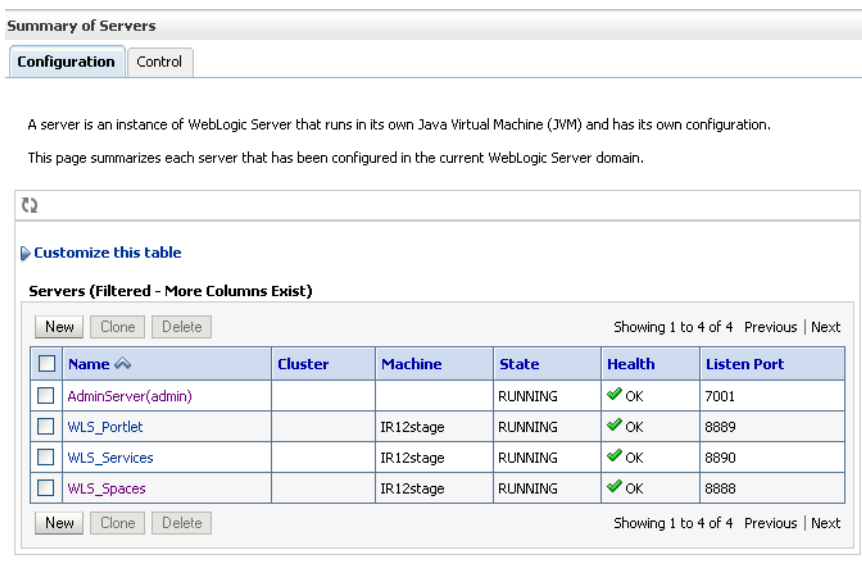 Summary of Servers
Configuration Control
A server is an instance of WebLogic Server that runs in its own Java Virtual Machine (JVM) and has its own configuration.
This page summarizes each server that has been configured in the current WebLogic Server domain.
Customize this table
Servers (Filtered - More Columns Exist)
New Clone Delete Showing 1 to 4 of 4 Previous | Next
Name Cluster Machine State Health Listen Port
AdminServer(admin) RUNNING OK 7001
WLS_Portlet IR12stage RUNNING OK 8889
WLS_Services IR12stage RUNNING OK 8890
WLS_Spaces IR12stage RUNNING OK 8888
New Clone Delete Showing 1 to 4 of 4 Previous | Next